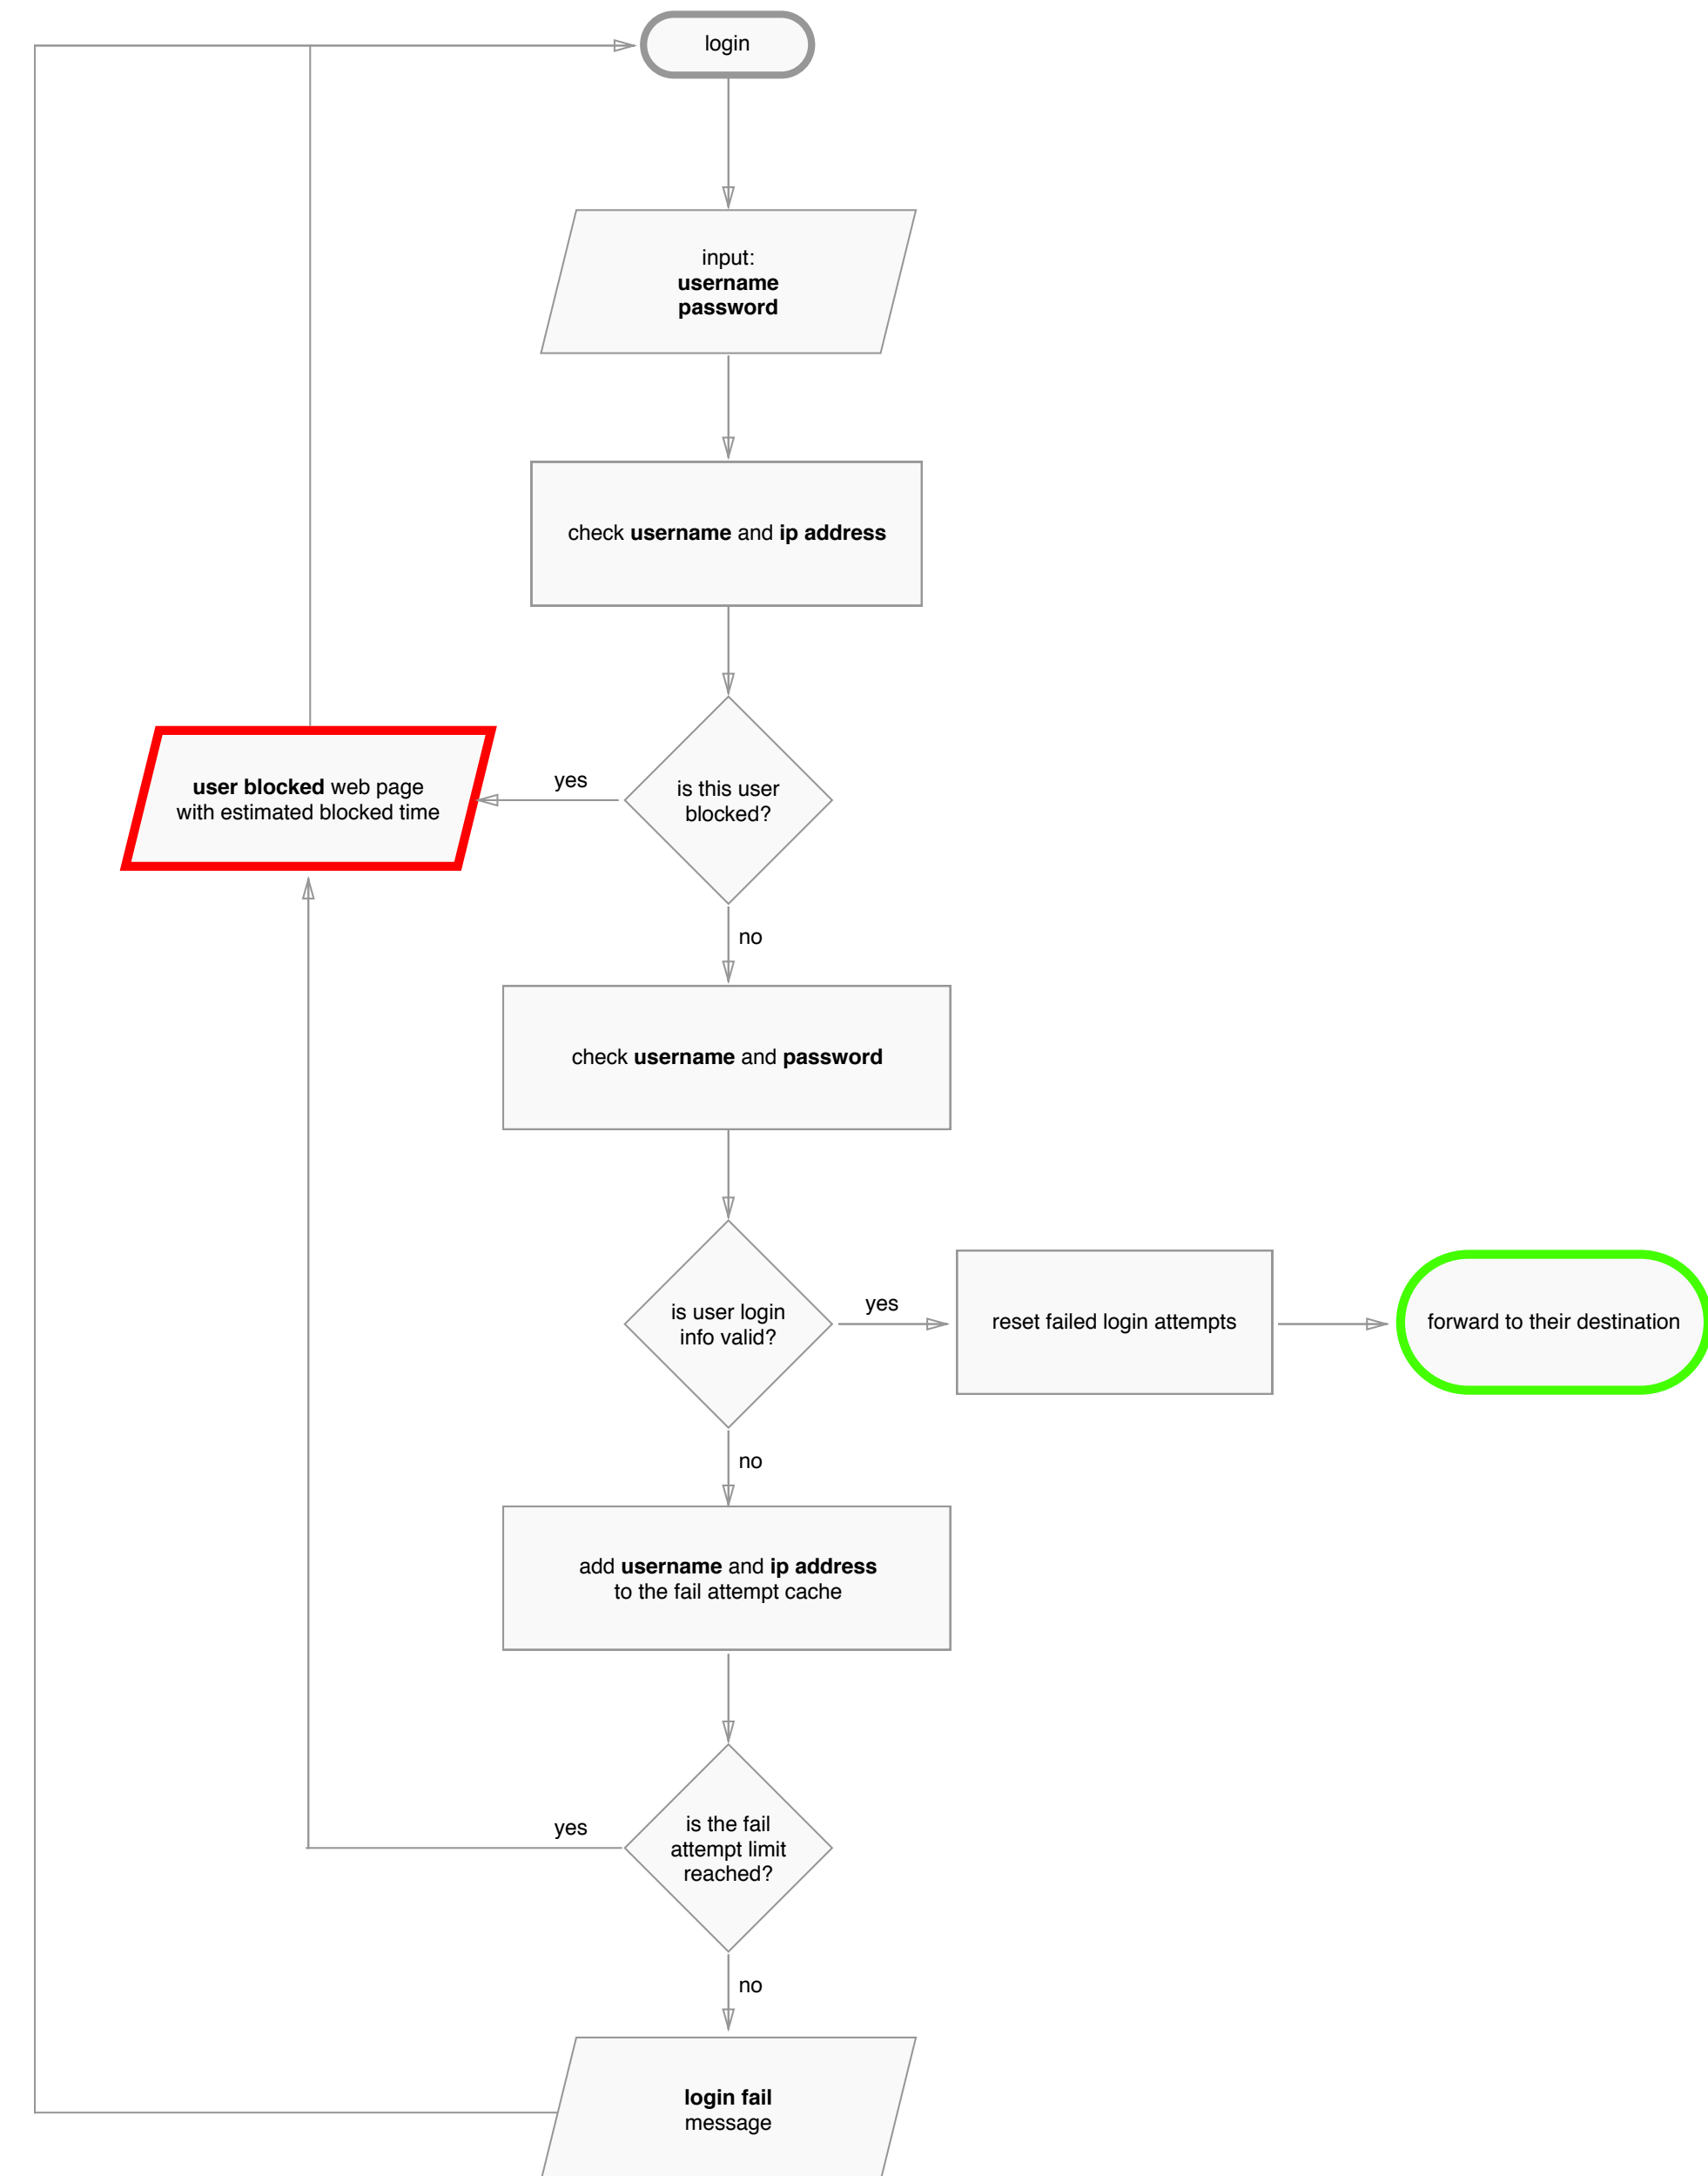 login
input:
username
password
check username and ip address
is this user
blocked?
yes
user blocked web page
with estimated blocked time
no
check username and password
is user login
info valid?
yes
reset failed login attempts
forward to their destination
no
add username and ip address
to the fail attempt cache
is the fail
attempt limit
reached?
yes
no
login fail
message